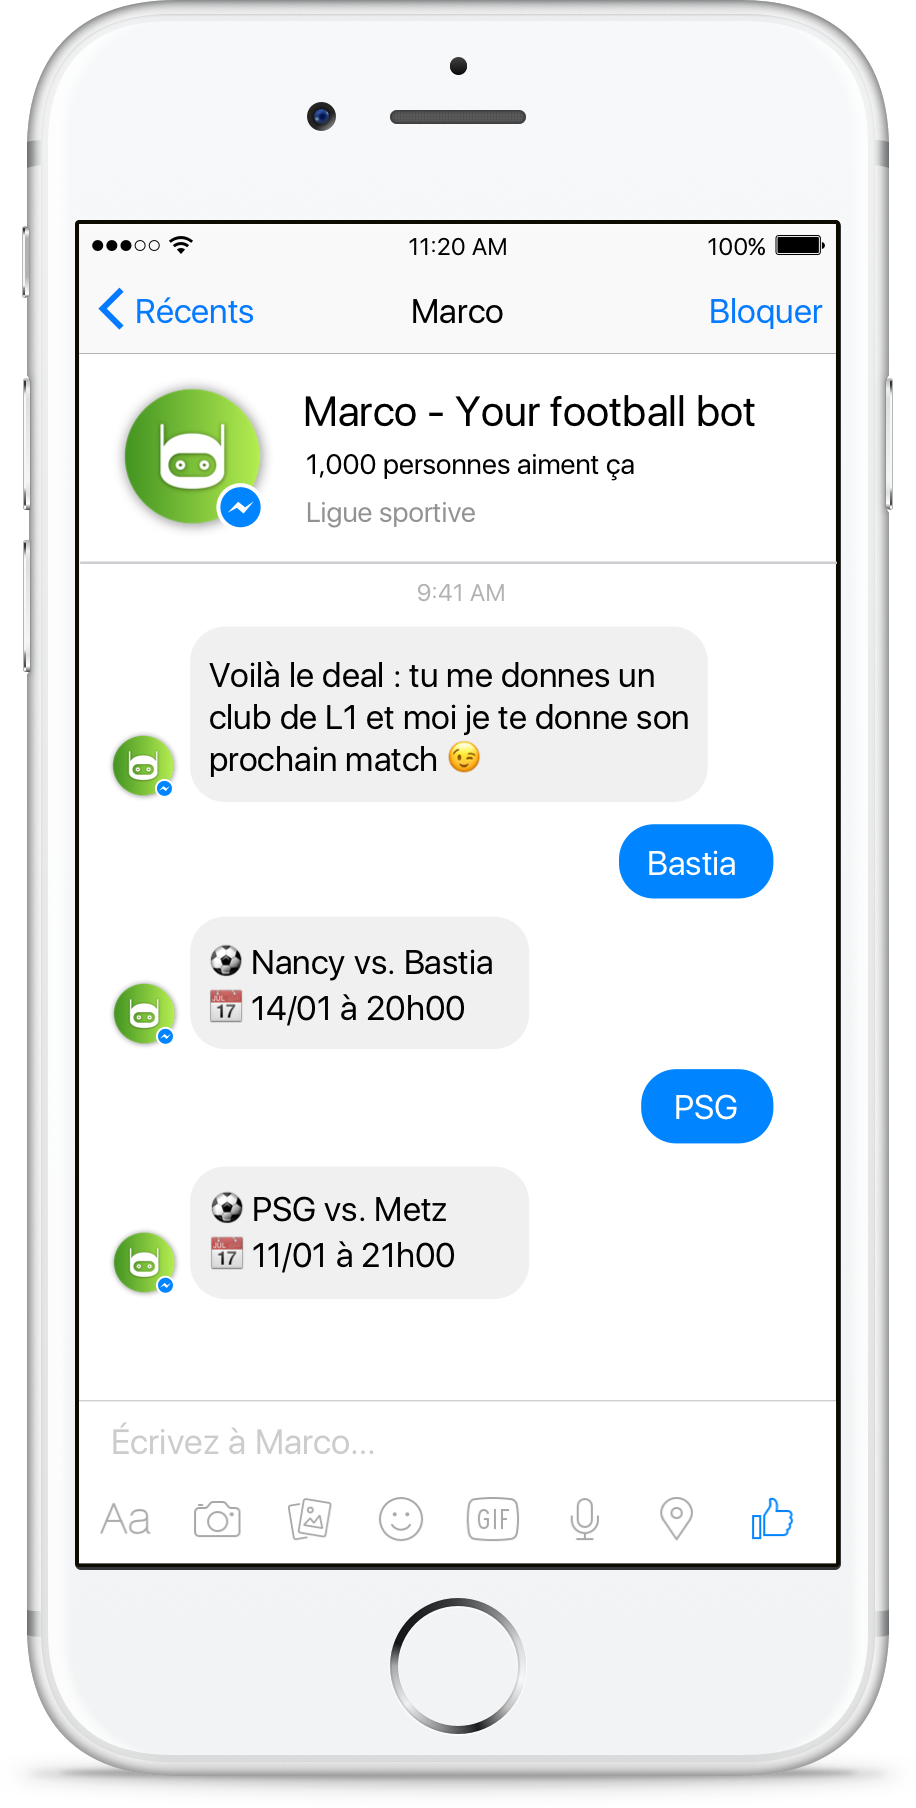 11:20 AM 100%
Récents Marco Bloquer
Marco - Your football bot
1,000 personnes aiment ça
Ligue sportive
9:41 AM
Voilà le deal : tu me donnes un
club de L1 et moi je te donne son
prochain match 😉
Bastia
⚽ Nancy vs. Bastia
📅 14/01 à 20h00
PSG
⚽ PSG vs. Metz
📅 11/01 à 21h00
Écrivez à Marco...
Aa GIF